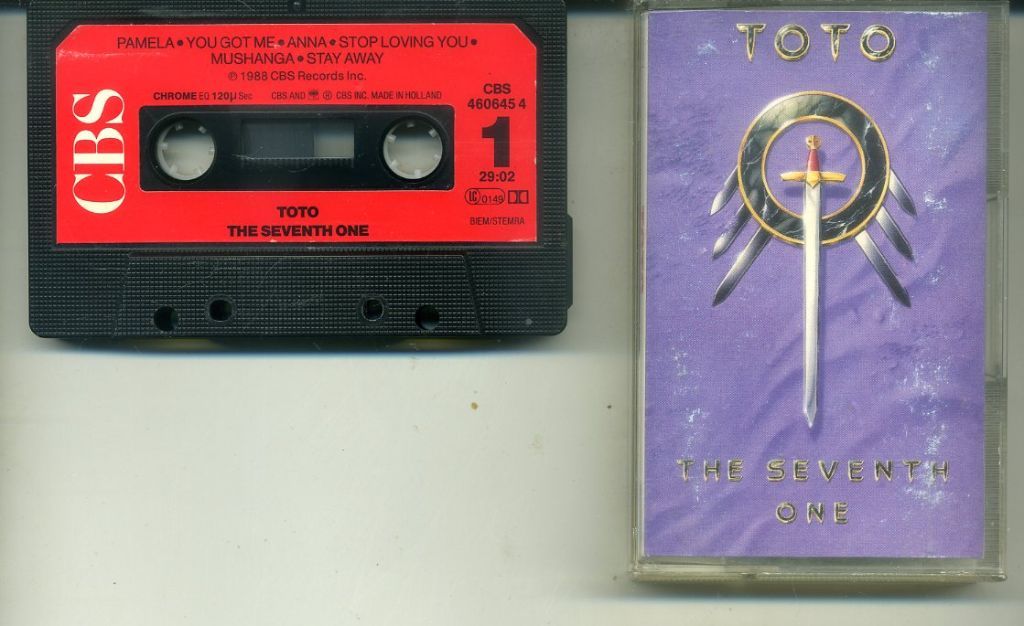 PAMELA • YOU GOT ME • ANNA • STOP LOVING YOU •
MUSHANGA • STAY AWAY
℗ 1988 CBS Records Inc.
CHROME EQ 120µ Sec CBS AND ® CBS INC. MADE IN HOLLAND
CBS
CBS
460645 4
1
29:02
LC 0149
BIEM/STEMRA
TOTO
THE SEVENTH ONE
TOTO
THE SEVENTH
ONE